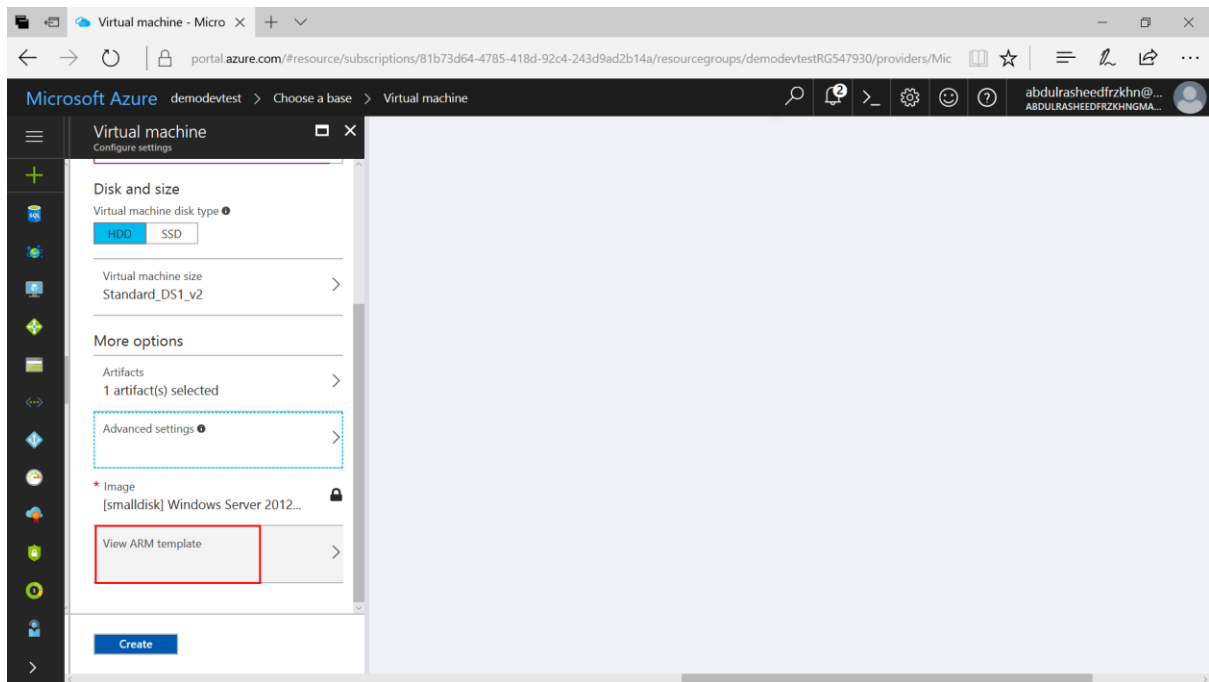 Virtual machine - Micro
portal.azure.com/#resource/subscriptions/81b73d64-4785-418d-92c4-243d9ad2b14a/resourcegroups/demodevtestRG547930/providers/Mic
Microsoft Azure demodevtest > Choose a base > Virtual machine
2
abdulrasheedfrzkhn@...
ABDULRASHEEDFRZKHNGMA...
Virtual machine
Configure settings
Disk and size
Virtual machine disk type
HDD SSD
SQL
Virtual machine size
Standard_DS1_v2
More options
Artifacts
1 artifact(s) selected
Advanced settings
* Image
[smalldisk] Windows Server 2012...
View ARM template
Create